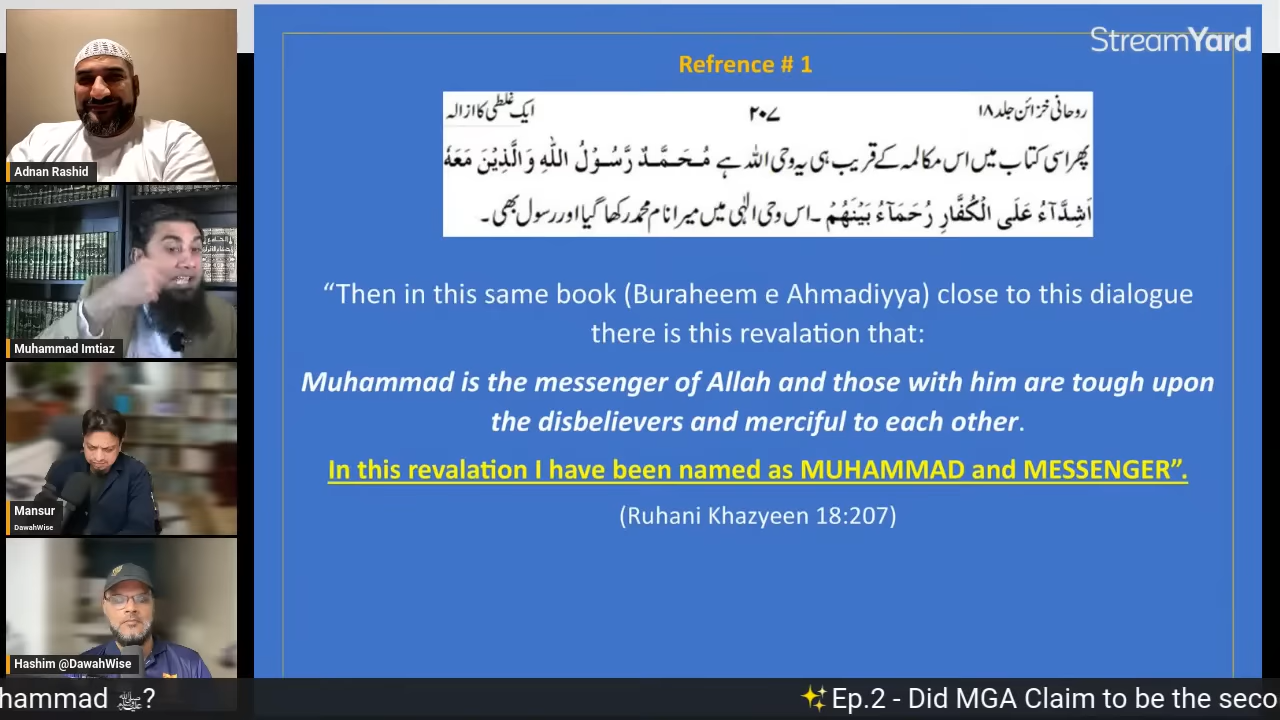 StreamYard
Adnan Rashid
Muhammad Imtiaz
Mansur
DawahWise
Hashim @DawahWise
Refrence # 1
روحانی خزائن جلد ۱۸ ۲۰۷ ایک غلطی کا ازالہ
پھر اسی کتاب میں اس مکالمہ کے قریب ہی یہ وحی اللہ ہے مُحَمَّدٌ رَّسُوْلُ اللّٰهِ وَالَّذِيْنَ مَعَهٗ
اَشِدَّآءُ عَلَى الْكُفَّارِ رُحَمَآءُ بَيْنَهُمْ ۔ اس وحی الٰہی میں میرا نام محمد رکھا گیا اور رسول بھی ۔
“Then in this same book (Buraheem e Ahmadiyya) close to this dialogue
there is this revalation that:
Muhammad is the messenger of Allah and those with him are tough upon
the disbelievers and merciful to each other.
In this revalation I have been named as MUHAMMAD and MESSENGER”.
(Ruhani Khazyeen 18:207)
hammad ﷺ? ✨Ep.2 - Did MGA Claim to be the seco